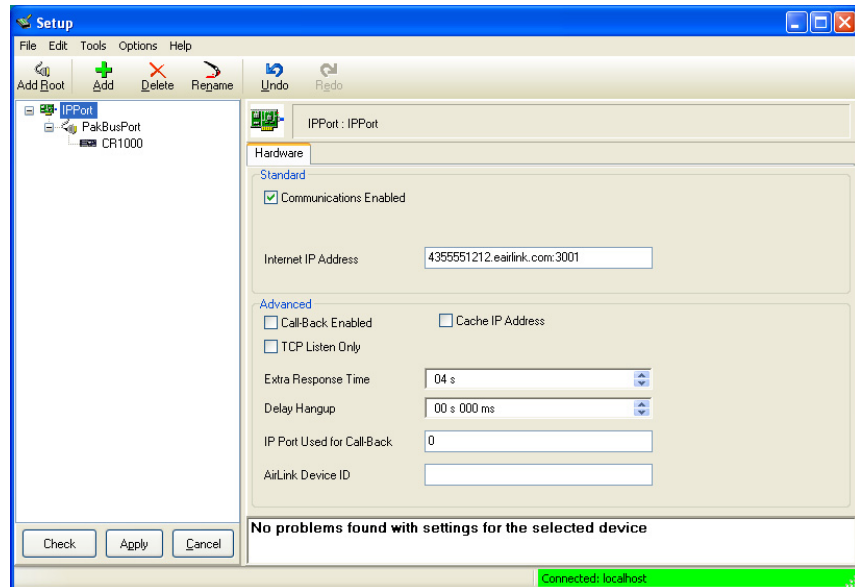 Setup
File Edit Tools Options Help
Add Root Add Delete Rename Undo Redo
IPPort
PakBusPort
CR1000
IPPort : IPPort
Hardware
Standard
Communications Enabled
Internet IP Address 4355551212.eairlink.com:3001
Advanced
Call-Back Enabled Cache IP Address
TCP Listen Only
Extra Response Time 04 s
Delay Hangup 00 s 000 ms
IP Port Used for Call-Back 0
AirLink Device ID
No problems found with settings for the selected device
Check Apply Cancel
Connected: localhost